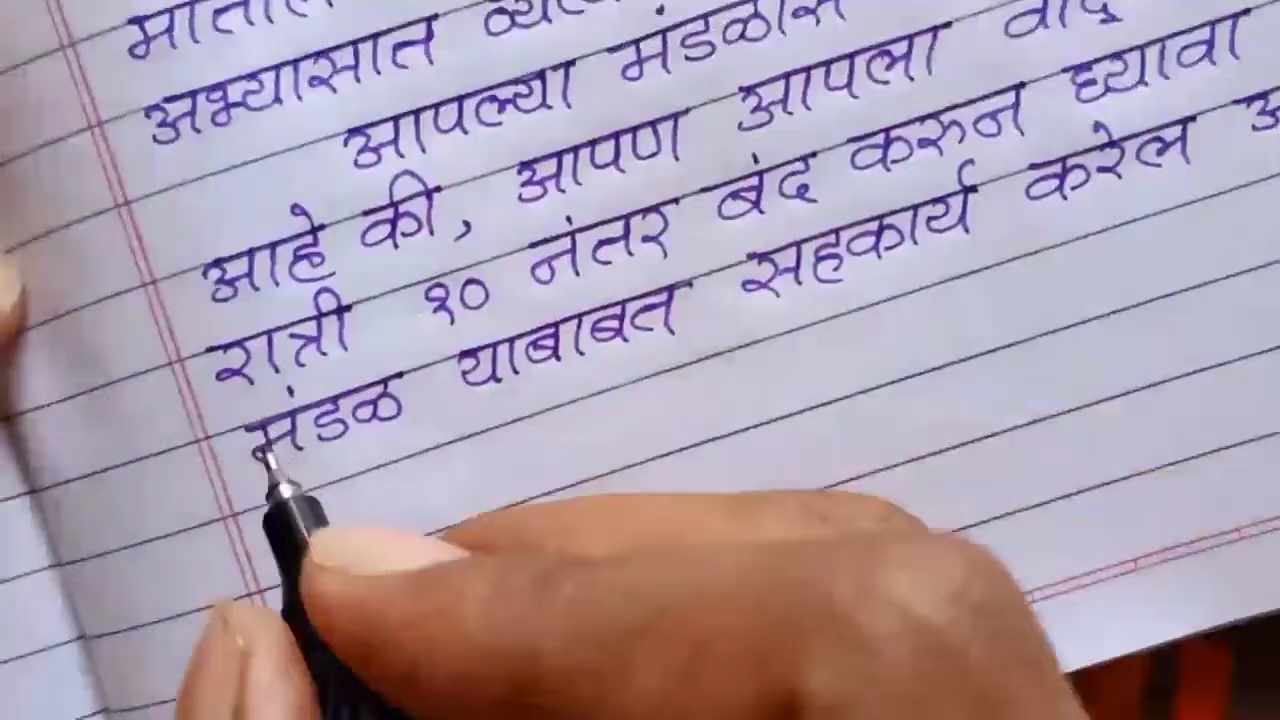 अभ्यासात
आपल्या मंडळास
आहे की, आपण आपला
रात्री १० नंतर बंद करुन घ्यावा
मंडळ याबाबत सहकार्य करेल